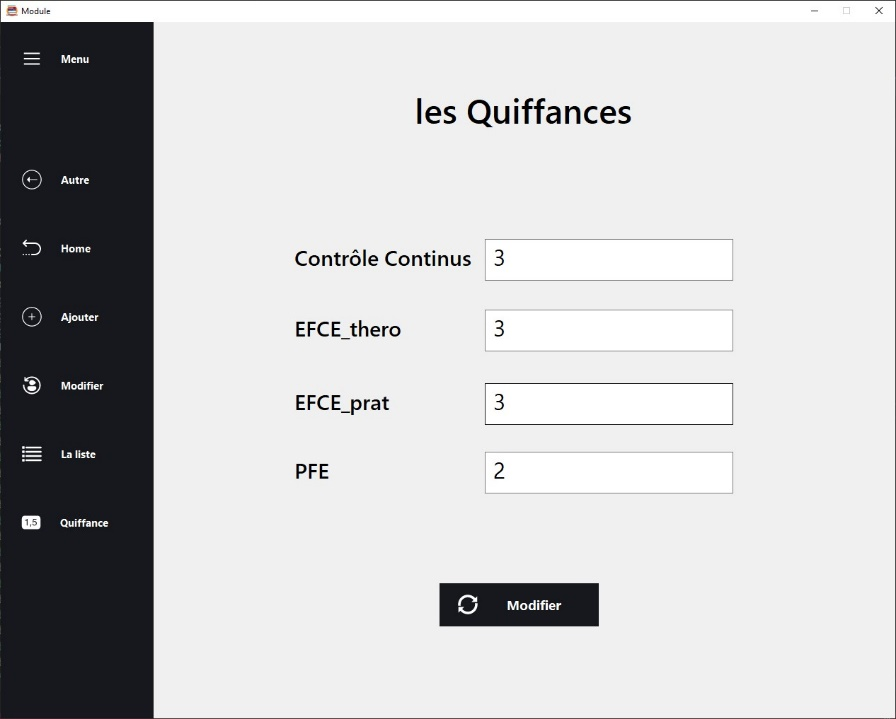 Module
Menu
Autre
Home
Ajouter
Modifier
La liste
1,5 Quiffance
les Quiffances
Contrôle Continus 3
EFCE_thero 3
EFCE_prat 3
PFE 2
Modifier